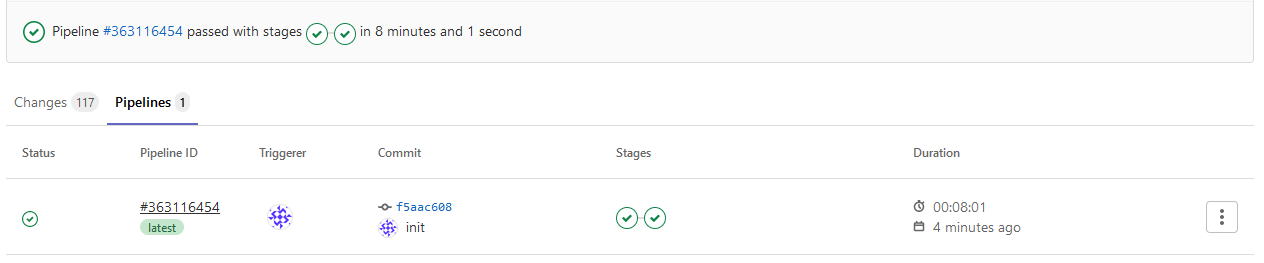 Pipeline #363116454 passed with stages in 8 minutes and 1 second
Changes 117 Pipelines 1
Status Pipeline ID Triggerer Commit Stages Duration
#363116454 f5aac608 00:08:01
latest init 4 minutes ago